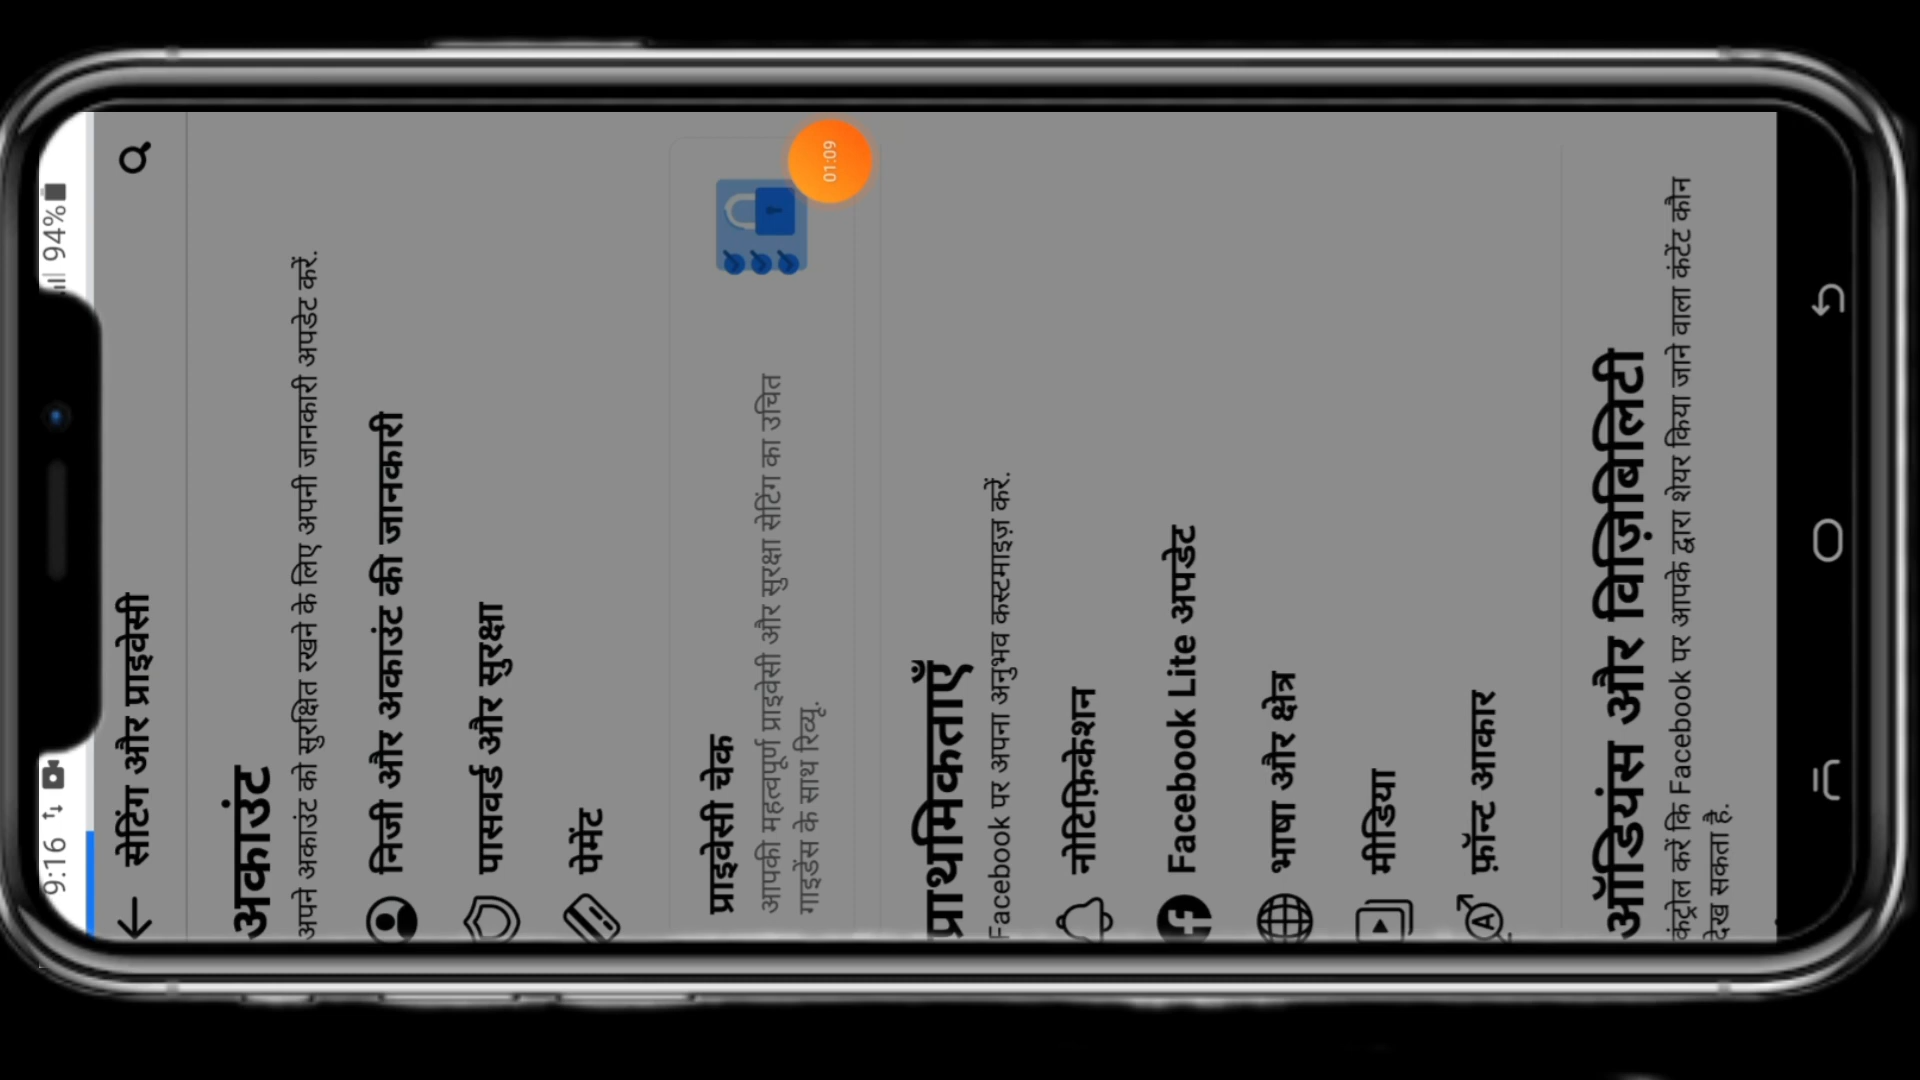 9:16
94%
सेटिंग और प्राइवेसी
अकाउंट
अपने अकाउंट को सुरक्षित रखने के लिए अपनी जानकारी अपडेट करें.
निजी और अकाउंट की जानकारी
पासवर्ड और सुरक्षा
पेमेंट
01:09
प्राइवेसी चेक
आपकी महत्वपूर्ण प्राइवेसी और सुरक्षा सेटिंग का उचित
गाइडेंस के साथ रिव्यू.
प्राथमिकताएँ
Facebook पर अपना अनुभव कस्टमाइज़ करें.
नोटिफ़िकेशन
Facebook Lite अपडेट
भाषा और क्षेत्र
मीडिया
फ़ॉन्ट आकार
ऑडियंस और विज़िबिलिटी
कंट्रोल करें कि Facebook पर आपके द्वारा शेयर किया जाने वाला कंटेंट कौन
देख सकता है.